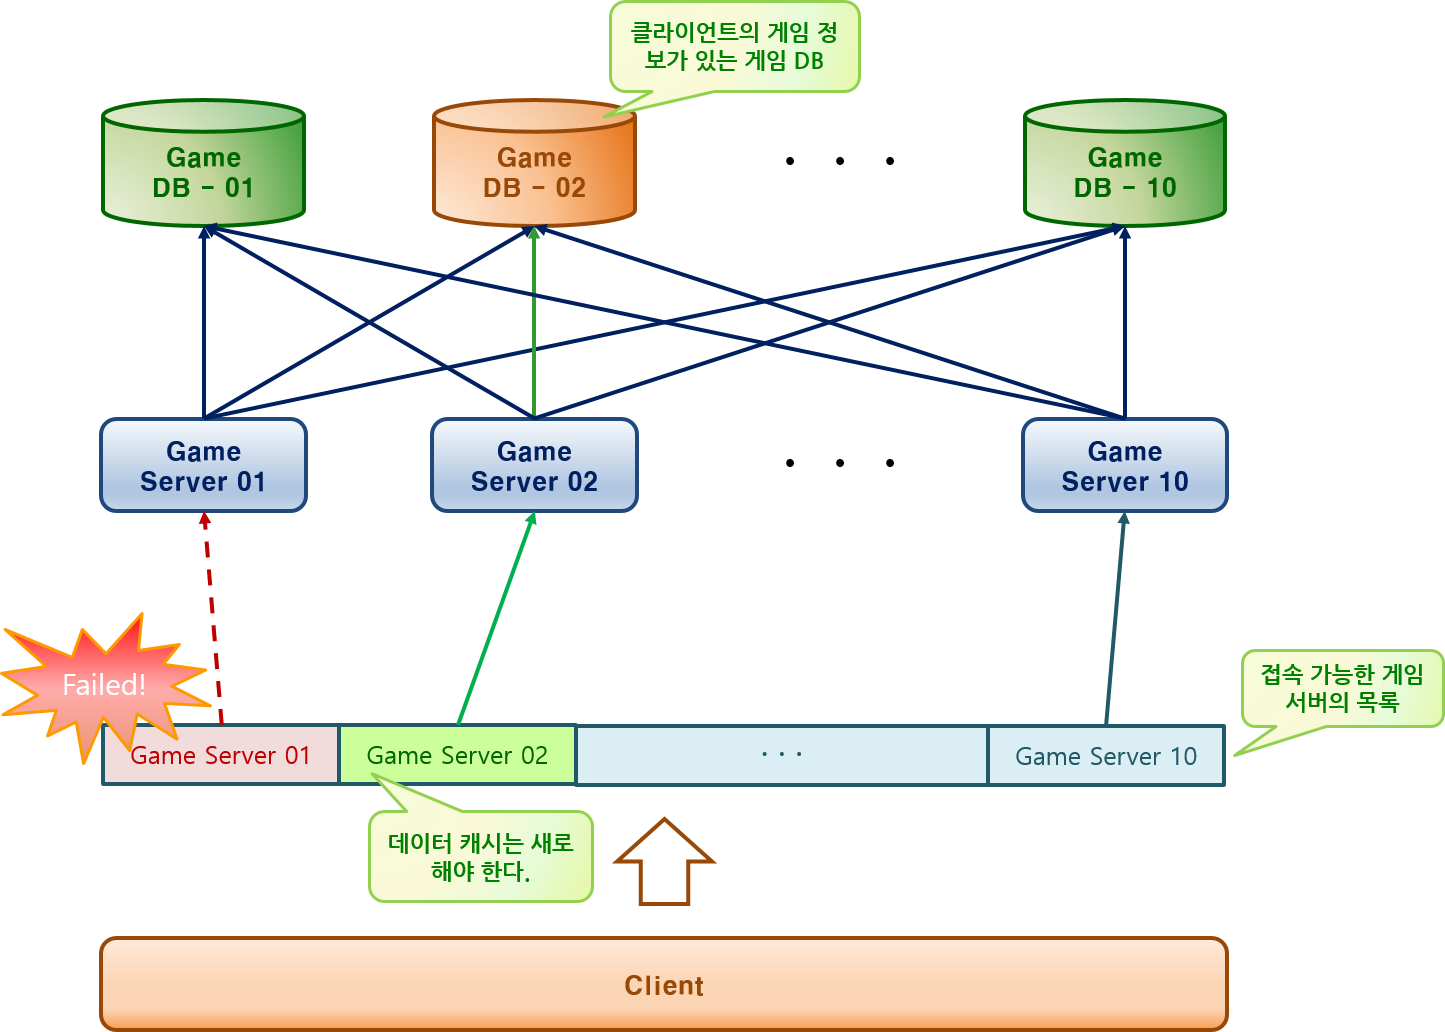 클라이언트의 게임 정
보가 있는 게임 DB
Game
DB - 01
Game
DB - 02
. . .
Game
DB - 10
Game
Server 01
Game
Server 02
. . .
Game
Server 10
Failed!
접속 가능한 게임
서버의 목록
Game Server 01
Game Server 02
. . .
Game Server 10
데이터 캐시는 새로
해야 한다.
Client